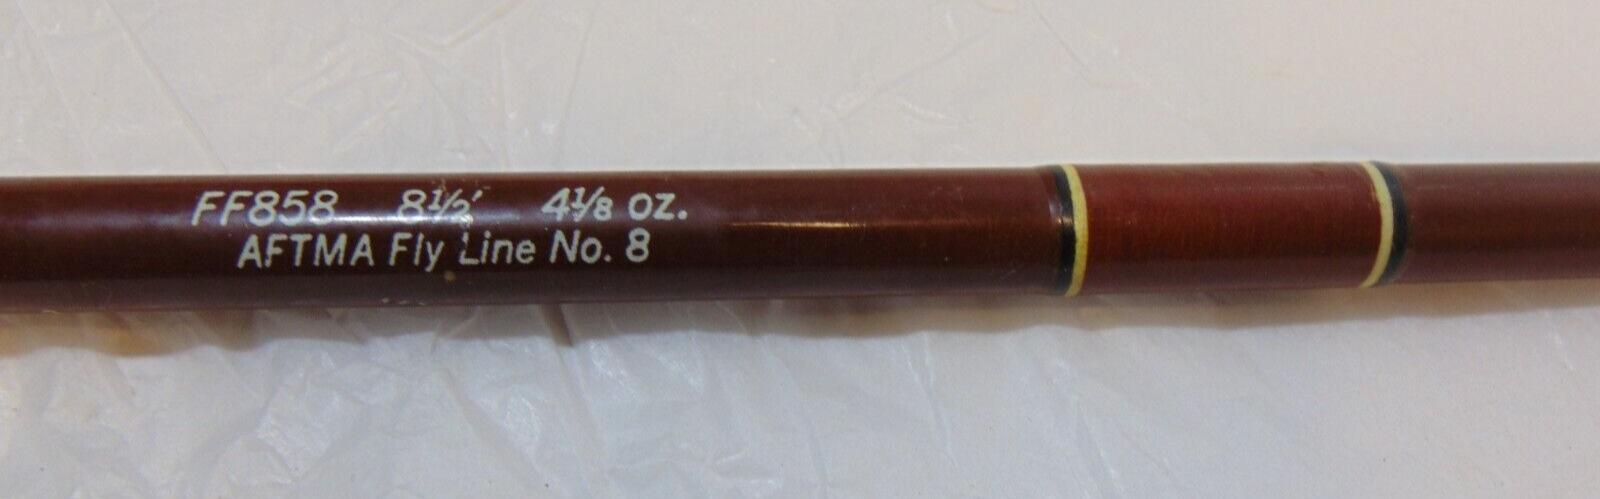 FF858 8½' 4⅛ oz.
AFTMA Fly Line No. 8